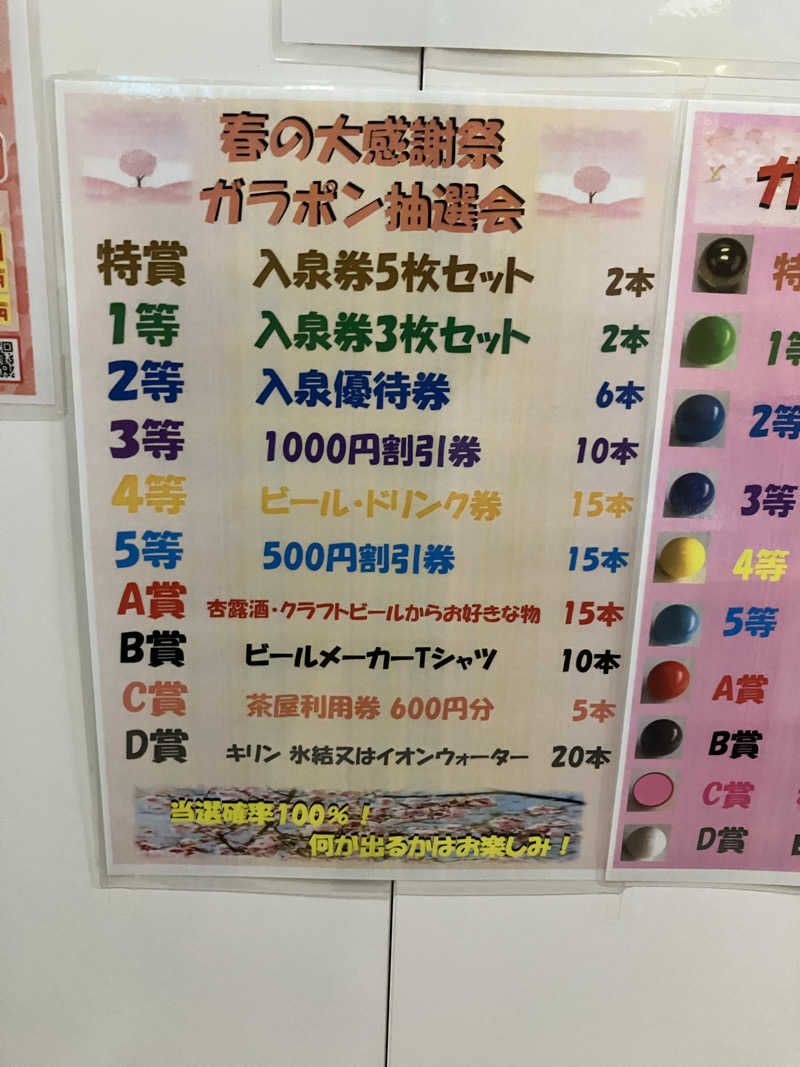 春の大感謝祭
ガラポン抽選会
特賞 入泉券5枚セット 2本
1等 入泉券3枚セット 2本
2等 入泉優待券 6本
3等 1000円割引券 10本
4等 ビール・ドリンク券 15本
5等 500円割引券 15本
A賞 杏露酒・クラフトビールからお好きな物 15本
B賞 ビールメーカーTシャツ 10本
C賞 茶屋利用券 600円分 5本
D賞 キリン 氷結又はイオンウォーター 20本
当選確率100%!
何が出るかはお楽しみ!
ガ
特
1等
2等
3等
4等
5等
A賞
B賞
C賞
D賞